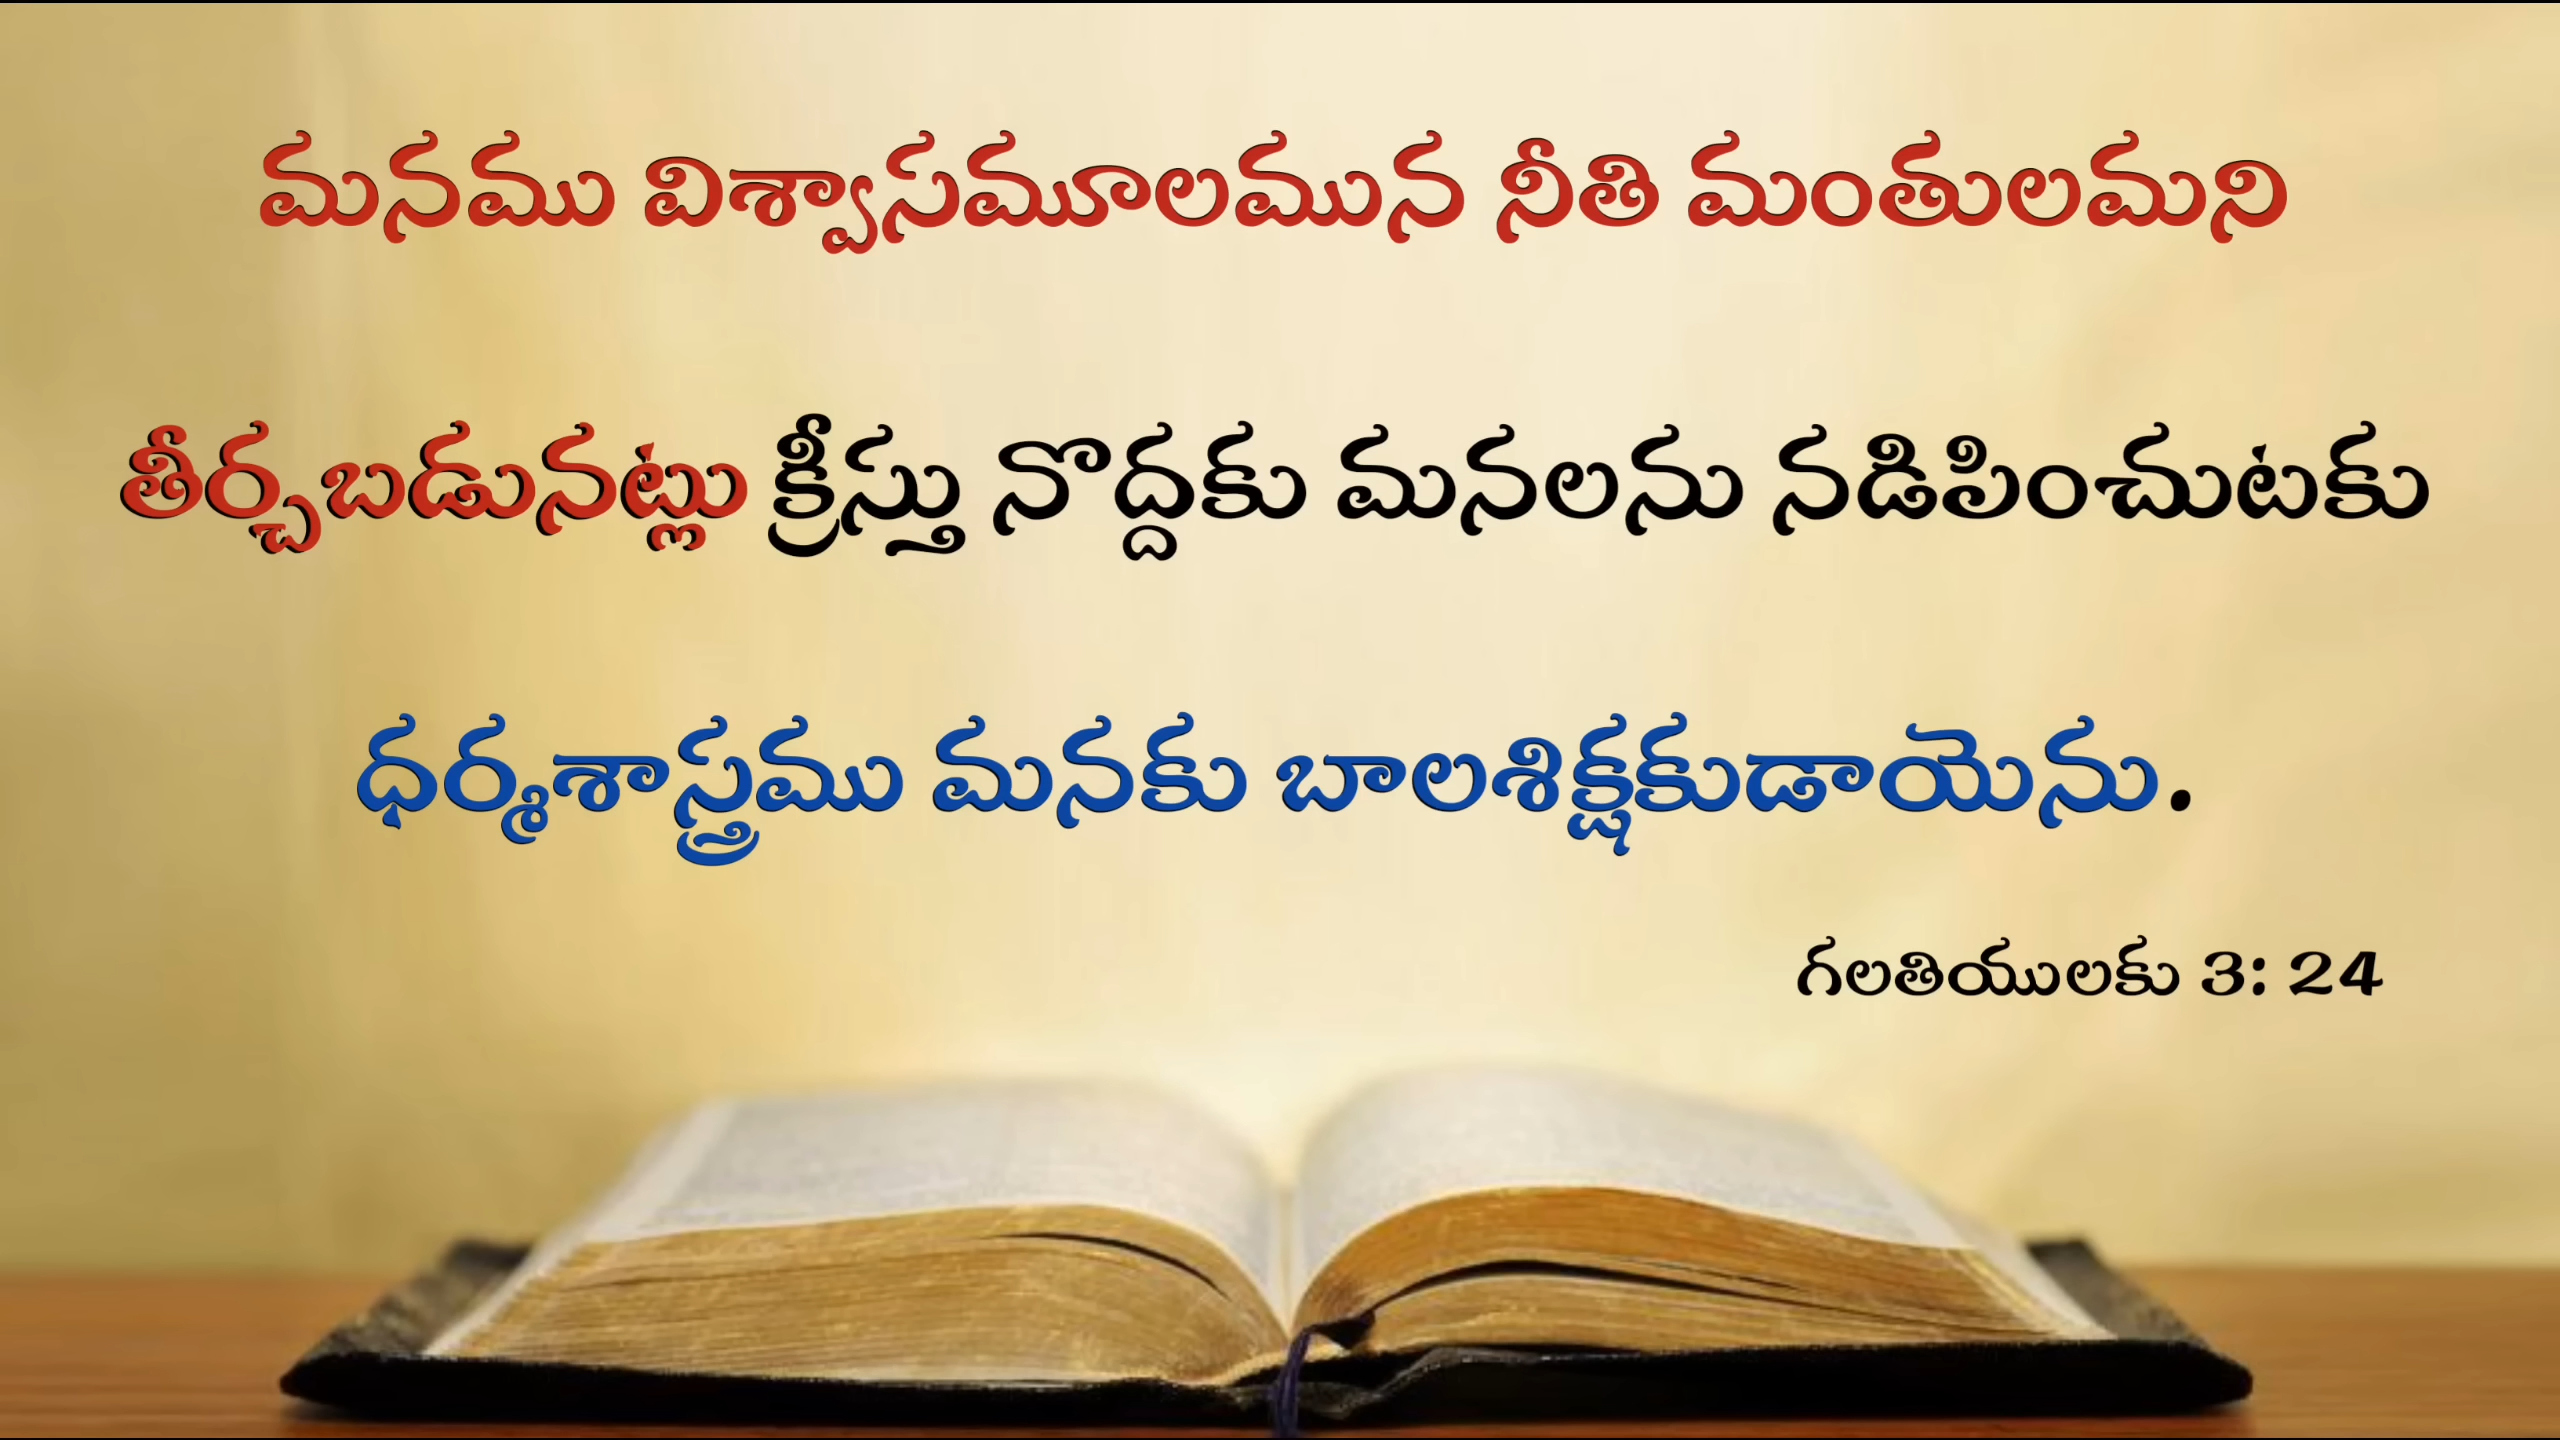 మనము విశ్వాసమూలమున నీతి మంతులమని
తీర్చబడునట్లు క్రీస్తు నొద్దకు మనలను నడిపించుటకు
ధర్మశాస్త్రము మనకు బాలశిక్షకుడాయెను.
గలతియులకు 3: 24